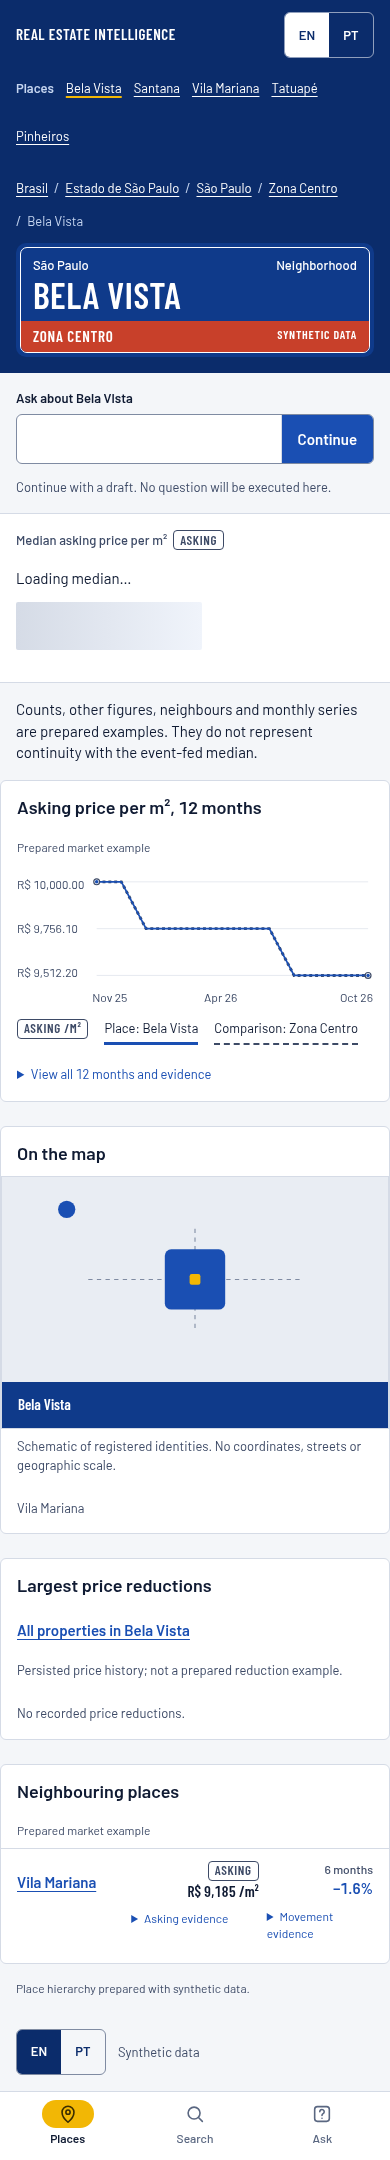 REAL ESTATE INTELLIGENCE
EN PT
Places Bela Vista Santana Vila Mariana Tatuapé
Pinheiros
Brasil / Estado de São Paulo / São Paulo / Zona Centro
/ Bela Vista
São Paulo Neighborhood
BELA VISTA
ZONA CENTRO SYNTHETIC DATA
Ask about Bela Vista
Continue
Continue with a draft. No question will be executed here.
Median asking price per m² ASKING
Loading median...
Counts, other figures, neighbours and monthly series
are prepared examples. They do not represent
continuity with the event-fed median.
Asking price per m², 12 months
Prepared market example
R$ 10,000.00
R$ 9,756.10
R$ 9,512.20
Nov 25 Apr 26 Oct 26
ASKING /M² Place: Bela Vista Comparison: Zona Centro
View all 12 months and evidence
On the map
Bela Vista
Schematic of registered identities. No coordinates, streets or
geographic scale.
Vila Mariana
Largest price reductions
All properties in Bela Vista
Persisted price history; not a prepared reduction example.
No recorded price reductions.
Neighbouring places
Prepared market example
Vila Mariana ASKING 6 months
R$ 9,185 /m² −1.6%
Asking evidence Movement
evidence
Place hierarchy prepared with synthetic data.
EN PT Synthetic data
Places Search Ask